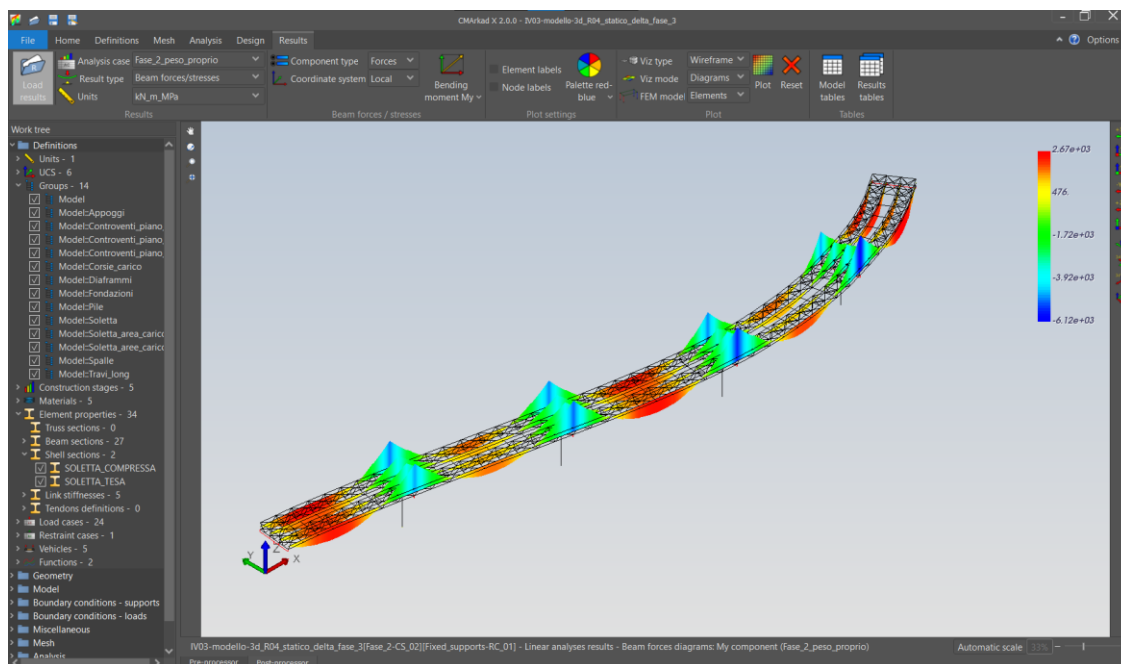 CMArkad X 2.0.0 - IV03-modello-3d_R04_statico_delta_fase_3
File Home Definitions Mesh Analysis Design Results Options
Load results
Analysis case Fase_2_peso_proprio
Result type Beam forces/stresses
Units kN_m_MPa
Results
Component type Forces
Coordinate system Local
Bending moment My
Beam forces / stresses
Element labels
Node labels
Palette red-blue
Plot settings
Viz type Wireframe
Viz mode Diagrams
FEM model Elements
Plot Reset
Plot
Model tables
Results tables
Tables
Work tree
Definitions
Units - 1
UCS - 6
Groups - 14
Model
Model::Appoggi
Model::Controventi_piano_
Model::Controventi_piano_
Model::Controventi_piano_
Model::Corsie_carico
Model::Diaframmi
Model::Fondazioni
Model::Pile
Model::Soletta
Model::Soletta_area_carico
Model::Soletta_aree_carico
Model::Spalle
Model::Travi_long
Construction stages - 5
Materials - 5
Element properties - 34
Truss sections - 0
Beam sections - 27
Shell sections - 2
SOLETTA_COMPRESSA
SOLETTA_TESA
Link stiffnesses - 5
Tendons definitions - 0
Load cases - 24
Restraint cases - 1
Vehicles - 5
Functions - 2
Geometry
Model
Boundary conditions - supports
Boundary conditions - loads
Miscellaneous
Mesh
Analysis
2.67e+03
476.
-1.72e+03
-3.92e+03
-6.12e+03
Y Z X
IV03-modello-3d_R04_statico_delta_fase_3[Fase_2-CS_02][Fixed_supports-RC_01] - Linear analyses results - Beam forces diagrams: My component (Fase_2_peso_proprio)
Automatic scale 33%
Pre-processor Post-processor